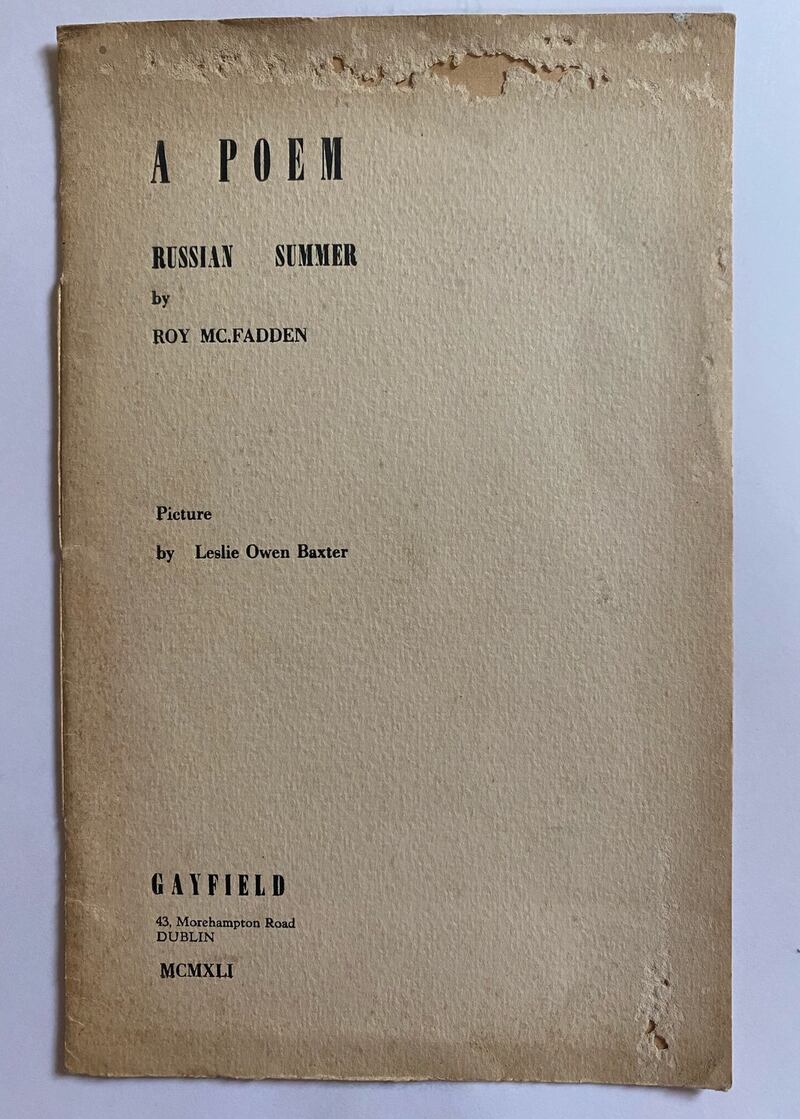 A POEM
RUSSIAN SUMMER
by
ROY MC.FADDEN
Picture
by Leslie Owen Baxter
GAYFIELD
43, Morehampton Road
DUBLIN
MCMXLI